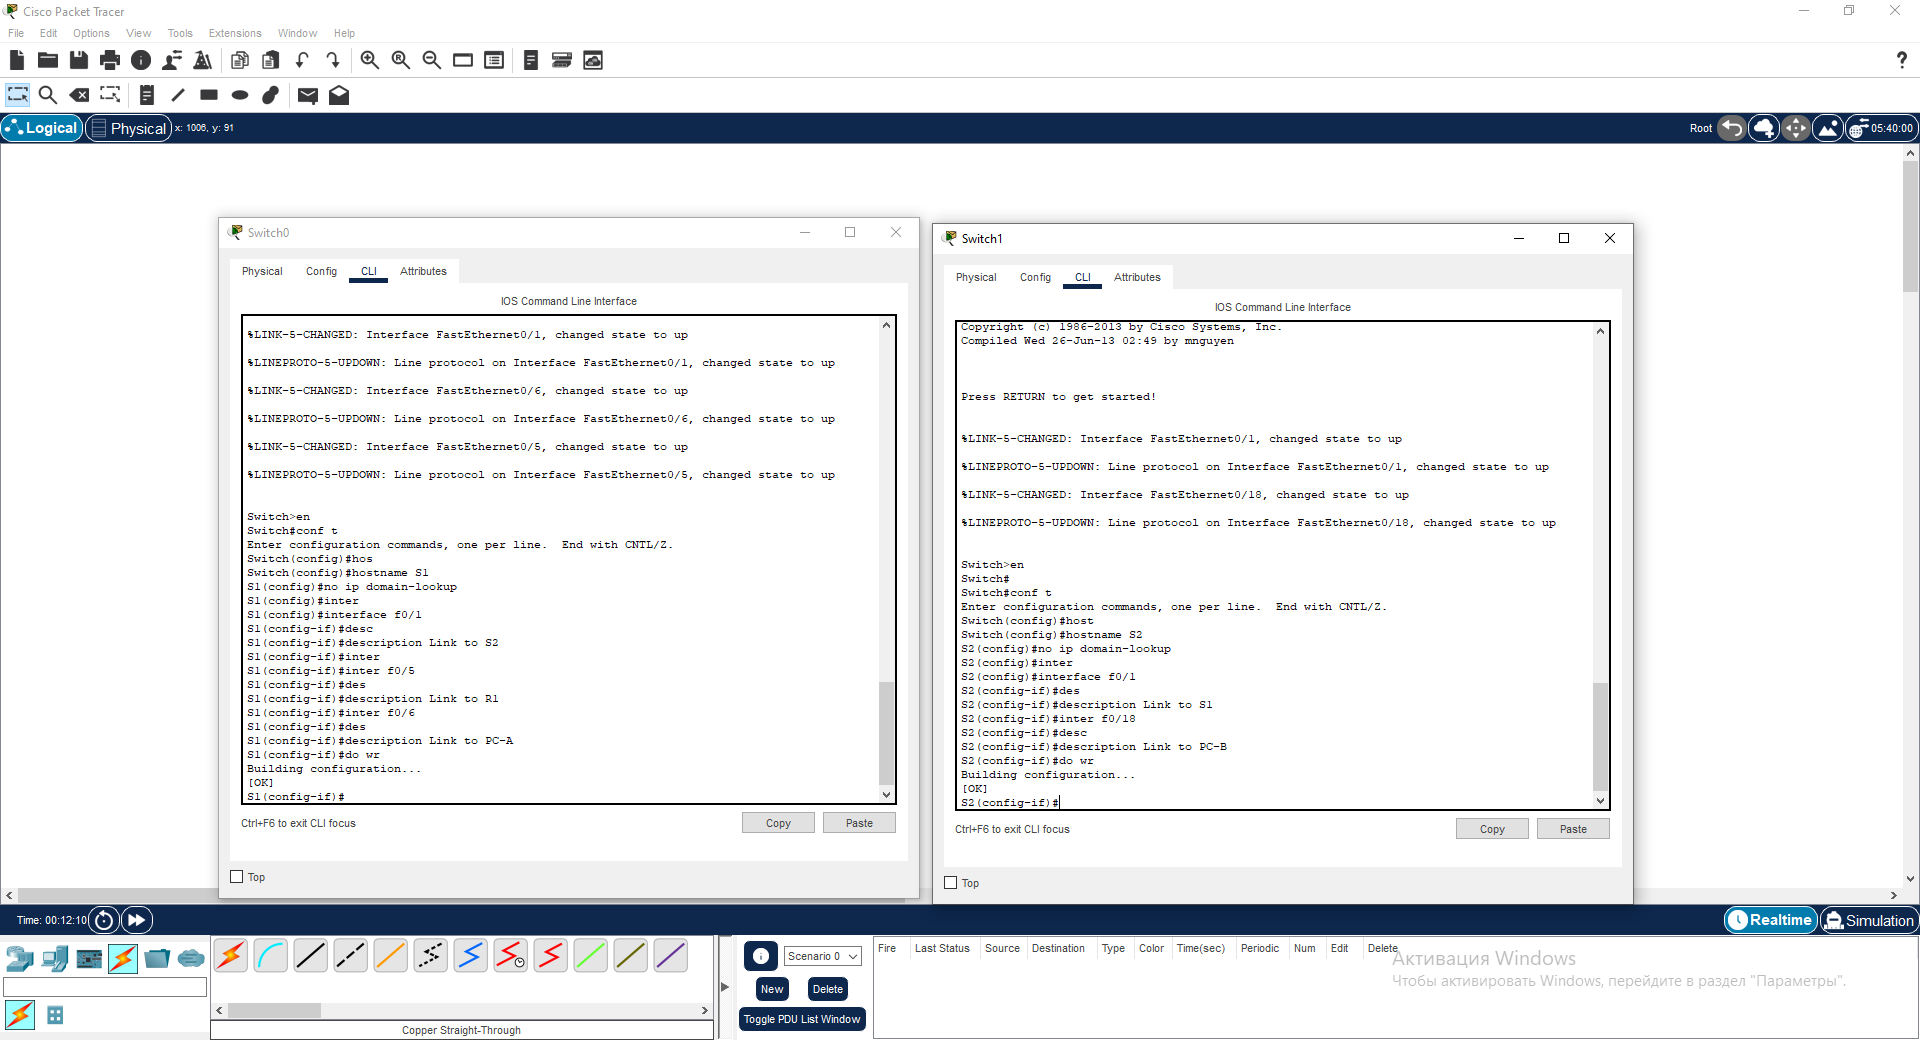 Cisco Packet Tracer
File Edit Options View Tools Extensions Window Help
Logical Physical x: 1006, y: 91 Root 05:40:00
Switch0
Physical Config CLI Attributes
IOS Command Line Interface
%LINK-5-CHANGED: Interface FastEthernet0/1, changed state to up
%LINEPROTO-5-UPDOWN: Line protocol on Interface FastEthernet0/1, changed state to up
%LINK-5-CHANGED: Interface FastEthernet0/6, changed state to up
%LINEPROTO-5-UPDOWN: Line protocol on Interface FastEthernet0/6, changed state to up
%LINK-5-CHANGED: Interface FastEthernet0/5, changed state to up
%LINEPROTO-5-UPDOWN: Line protocol on Interface FastEthernet0/5, changed state to up
Switch>en
Switch#conf t
Enter configuration commands, one per line.  End with CNTL/Z.
Switch(config)#hos
Switch(config)#hostname S1
S1(config)#no ip domain-lookup
S1(config)#inter
S1(config)#interface f0/1
S1(config-if)#desc
S1(config-if)#description Link to S2
S1(config-if)#inter
S1(config-if)#inter f0/5
S1(config-if)#des
S1(config-if)#description Link to R1
S1(config-if)#inter f0/6
S1(config-if)#des
S1(config-if)#description Link to PC-A
S1(config-if)#do wr
Building configuration...
[OK]
S1(config-if)#
Ctrl+F6 to exit CLI focus
Copy Paste
Top
Switch1
Physical Config CLI Attributes
IOS Command Line Interface
Copyright (c) 1986-2013 by Cisco Systems, Inc.
Compiled Wed 26-Jun-13 02:49 by mnguyen
Press RETURN to get started!
%LINK-5-CHANGED: Interface FastEthernet0/1, changed state to up
%LINEPROTO-5-UPDOWN: Line protocol on Interface FastEthernet0/1, changed state to up
%LINK-5-CHANGED: Interface FastEthernet0/18, changed state to up
%LINEPROTO-5-UPDOWN: Line protocol on Interface FastEthernet0/18, changed state to up
Switch>en
Switch#
Switch#conf t
Enter configuration commands, one per line.  End with CNTL/Z.
Switch(config)#host
Switch(config)#hostname S2
S2(config)#no ip domain-lookup
S2(config)#inter
S2(config)#interface f0/1
S2(config-if)#des
S2(config-if)#description Link to S1
S2(config-if)#inter f0/18
S2(config-if)#desc
S2(config-if)#description Link to PC-B
S2(config-if)#do wr
Building configuration...
[OK]
S2(config-if)#
Ctrl+F6 to exit CLI focus
Copy Paste
Top
Time: 00:12:10
Realtime Simulation
Copper Straight-Through
Scenario 0
New Delete
Toggle PDU List Window
Fire Last Status Source Destination Type Color Time(sec) Periodic Num Edit Delete
Активация Windows
Чтобы активировать Windows, перейдите в раздел "Параметры".